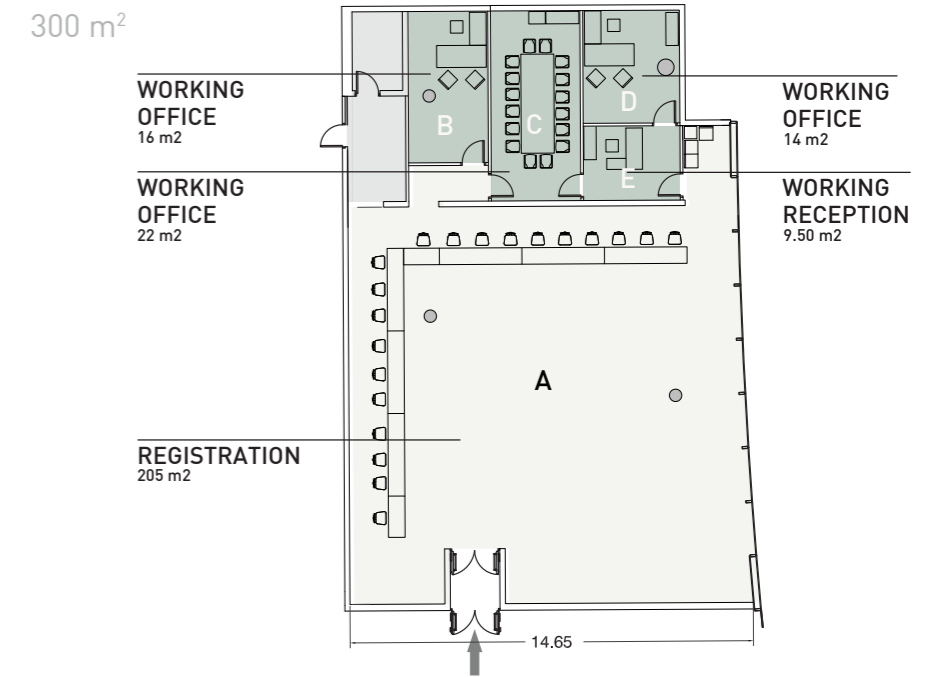 300 m²
WORKING
OFFICE
16 m2
WORKING
OFFICE
22 m2
B
C
D
E
WORKING
OFFICE
14 m2
WORKING
RECEPTION
9.50 m2
A
REGISTRATION
205 m2
14.65